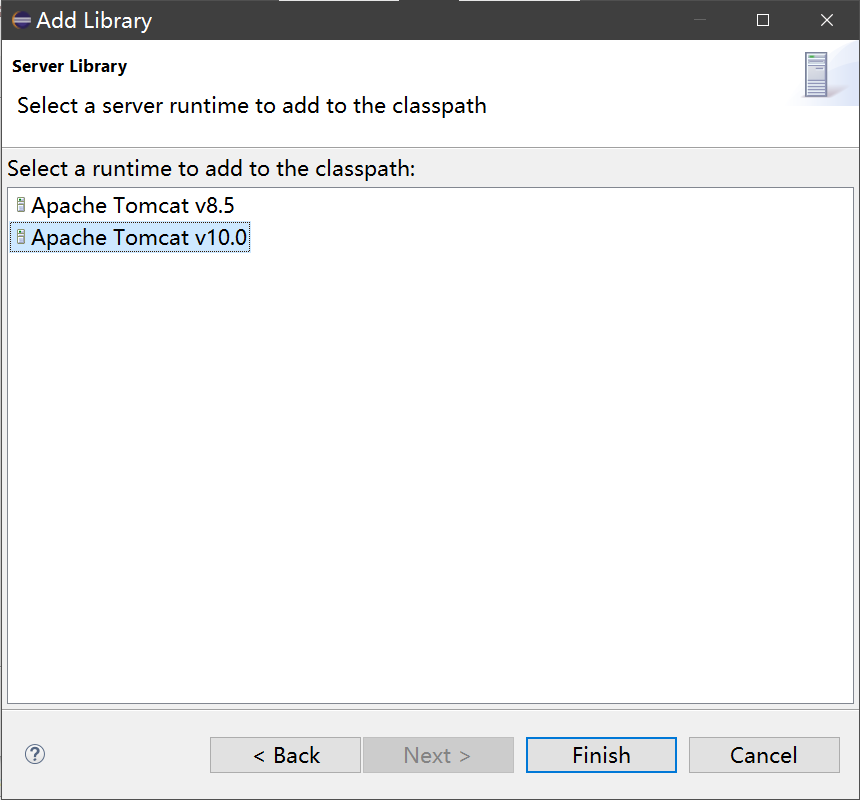 Add Library
Server Library
Select a server runtime to add to the classpath
Select a runtime to add to the classpath:
Apache Tomcat v8.5
Apache Tomcat v10.0
< Back
Next >
Finish
Cancel